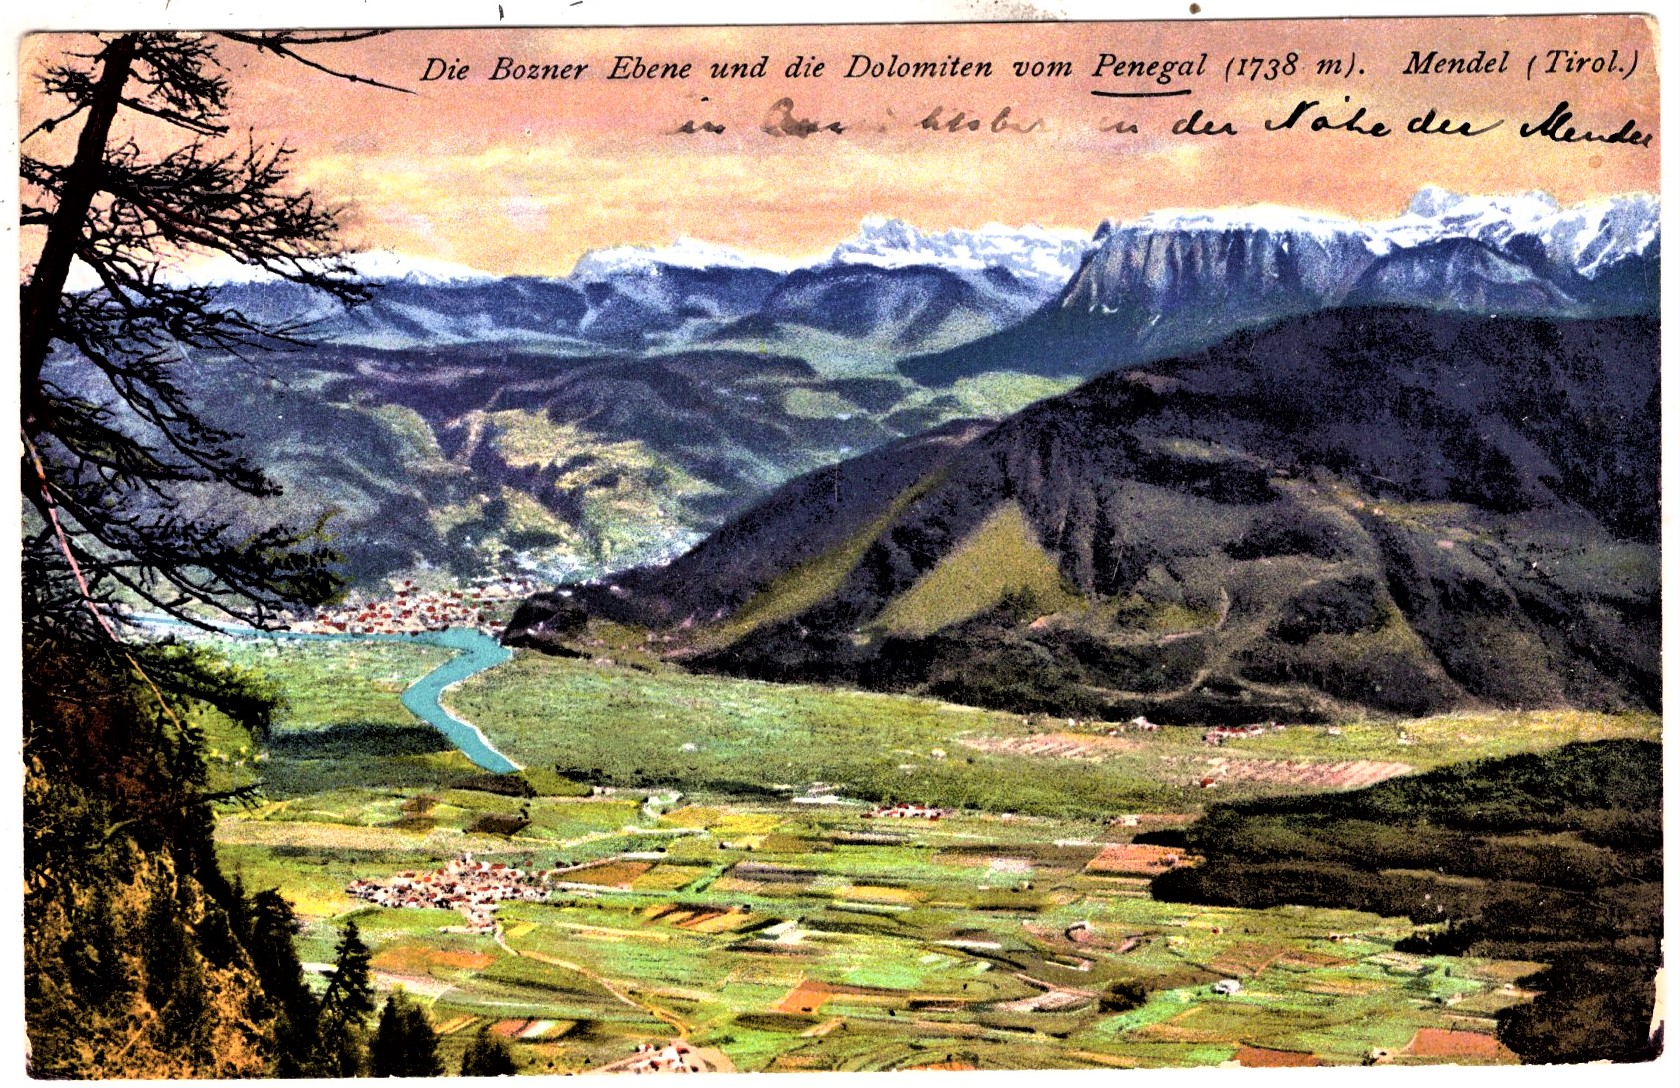 Die Bozner Ebene und die Dolomiten vom Penegal (1738 m). Mendel (Tirol.)
in der Nähe der Mendel